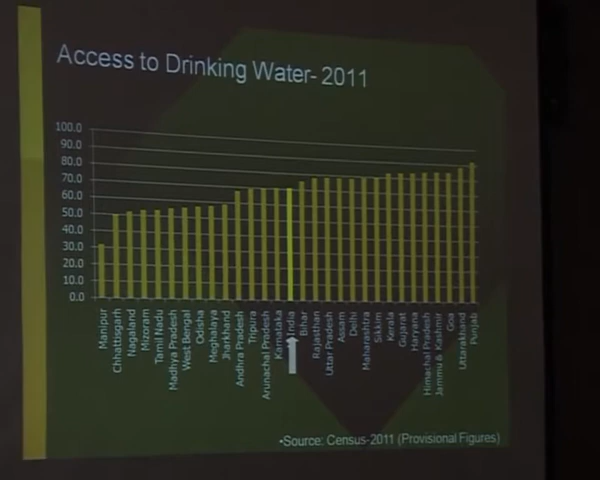 Access to Drinking Water- 2011
100.0
90.0
80.0
70.0
60.0
50.0
40.0
30.0
20.0
10.0
0.0
Manipur
Chhattisgarh
Nagaland
Mizoram
Tamil Nadu
Madhya Pradesh
West Bengal
Odisha
Meghalaya
Jharkhand
Andhra Pradesh
Tripura
Arunachal Pradesh
Karnataka
India
Bihar
Rajasthan
Uttar Pradesh
Assam
Delhi
Maharashtra
Sikkim
Kerala
Gujarat
Haryana
Himachal Pradesh
Jammu & Kashmir
Goa
Uttarakhand
Punjab
•Source: Census-2011 (Provisional Figures)